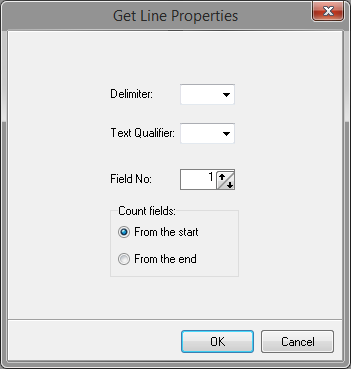 Get Line Properties
Delimiter:
Text Qualifier:
Field No: 1
Count fields:
From the start
From the end
OK Cancel